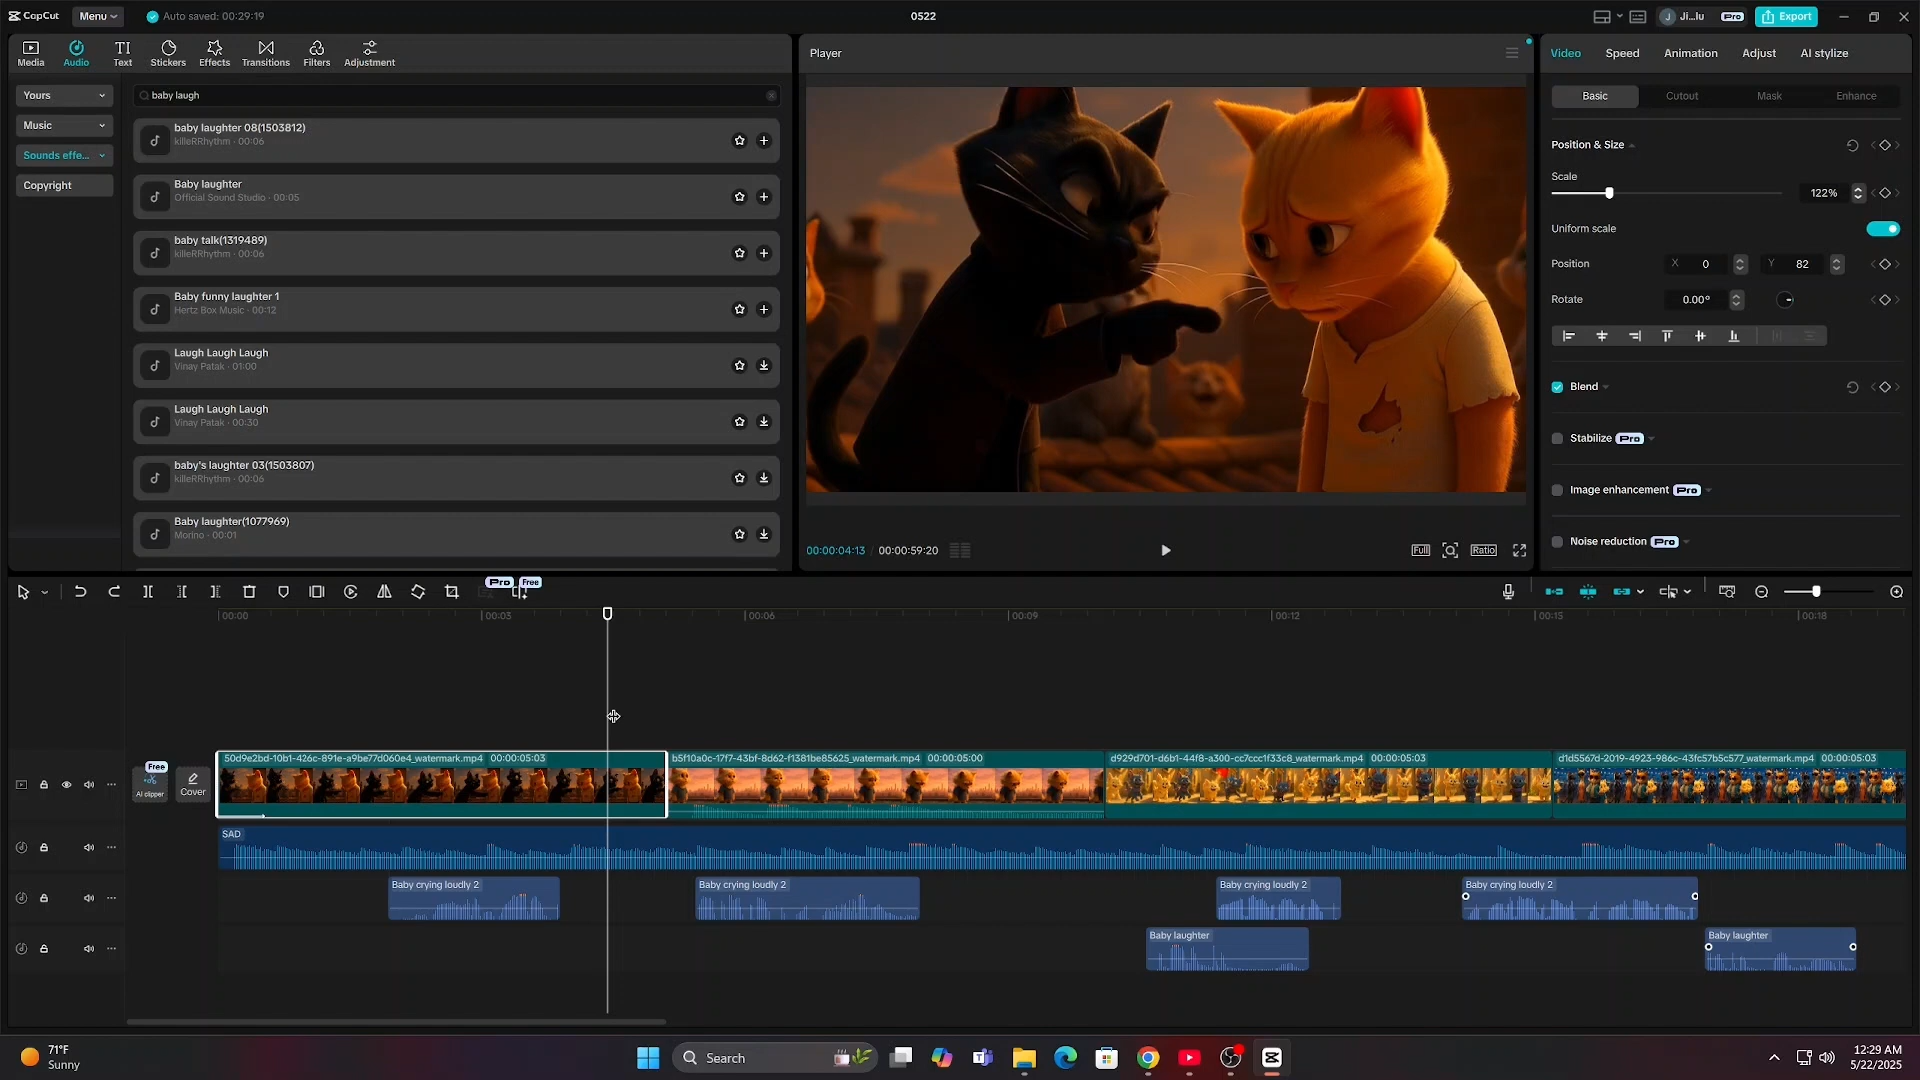 CapCut
Menu
Auto saved: 00:29:19
0522
Ji...lu
Pro
Export
Media
Audio
TI
Text
Stickers
Effects
Transitions
Filters
Adjustment
Yours
Music
Sounds effe...
Copyright
baby laugh
baby laughter 08(1503812)
killeRRhythm · 00:06
Baby laughter
Official Sound Studio · 00:05
baby talk(1319489)
killeRRhythm · 00:06
Baby funny laughter 1
Hertz Box Music · 00:12
Laugh Laugh Laugh
Vinay Patak · 01:00
Laugh Laugh Laugh
Vinay Patak · 00:30
baby's laughter 03(1503807)
killeRRhythm · 00:06
Baby laughter(1077969)
Morino · 00:01
Player
00:00:04:13 / 00:00:59:20
Full
Ratio
Video
Speed
Animation
Adjust
AI stylize
Basic
Cutout
Mask
Enhance
Position & Size
Scale
122%
Uniform scale
Position
X 0
Y 82
Rotate
0.00°
Blend
Stabilize Pro
Image enhancement Pro
Noise reduction Pro
Pro
Free
00:00
00:03
00:06
00:09
00:12
00:15
00:18
Free
AI clipper
Cover
50d9e2bd-10b1-426c-891e-a9be77d060e4_watermark.mp4 00:00:05:03
b5f10a0c-17f7-43bf-8d62-f1381be85625_watermark.mp4 00:00:05:00
d929d701-d6b1-44f8-a300-cc7ccc1f33c8_watermark.mp4 00:00:05:03
d1d5567d-2019-4923-986c-43fc57b5c577_watermark.mp4 00:00:05:03
SAD
Baby crying loudly 2
Baby crying loudly 2
Baby crying loudly 2
Baby crying loudly 2
Baby laughter
Baby laughter
71°F
Sunny
Search
12:29 AM
5/22/2025